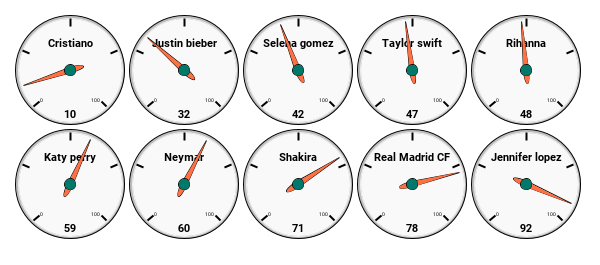 Cristiano
0 100
10
Justin bieber
0 100
32
Selena gomez
0 100
42
Taylor swift
0 100
47
Rihanna
0 100
48
Katy perry
0 100
59
Neymar
0 100
60
Shakira
0 100
71
Real Madrid CF
0 100
78
Jennifer lopez
0 100
92